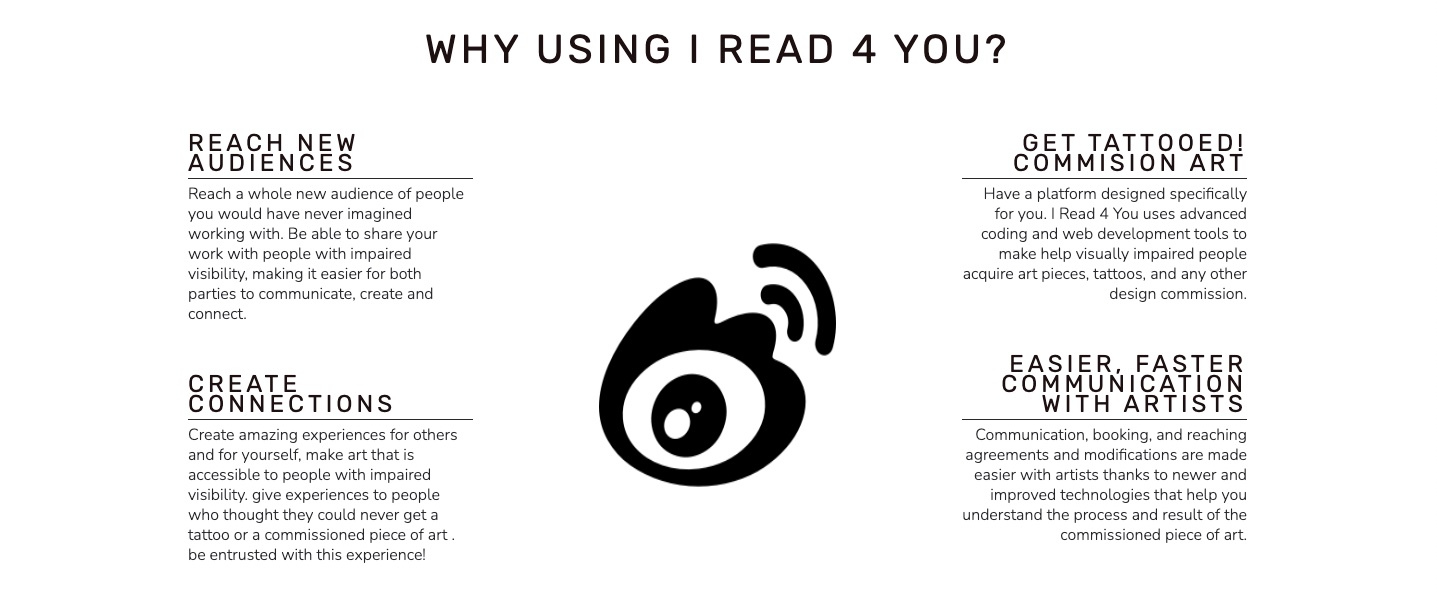 WHY USING I READ 4 YOU?
REACH NEW
AUDIENCES
Reach a whole new audience of people
you would have never imagined
working with. Be able to share your
work with people with impaired
visibility, making it easier for both
parties to communicate, create and
connect.
CREATE
CONNECTIONS
Create amazing experiences for others
and for yourself, make art that is
accessible to people with impaired
visibility. give experiences to people
who thought they could never get a
tattoo or a commissioned piece of art .
be entrusted with this experience!
GET TATTOOED!
COMMISION ART
Have a platform designed specifically
for you. I Read 4 You uses advanced
coding and web development tools to
make help visually impaired people
acquire art pieces, tattoos, and any other
design commission.
EASIER, FASTER
COMMUNICATION
WITH ARTISTS
Communication, booking, and reaching
agreements and modifications are made
easier with artists thanks to newer and
improved technologies that help you
understand the process and result of the
commissioned piece of art.